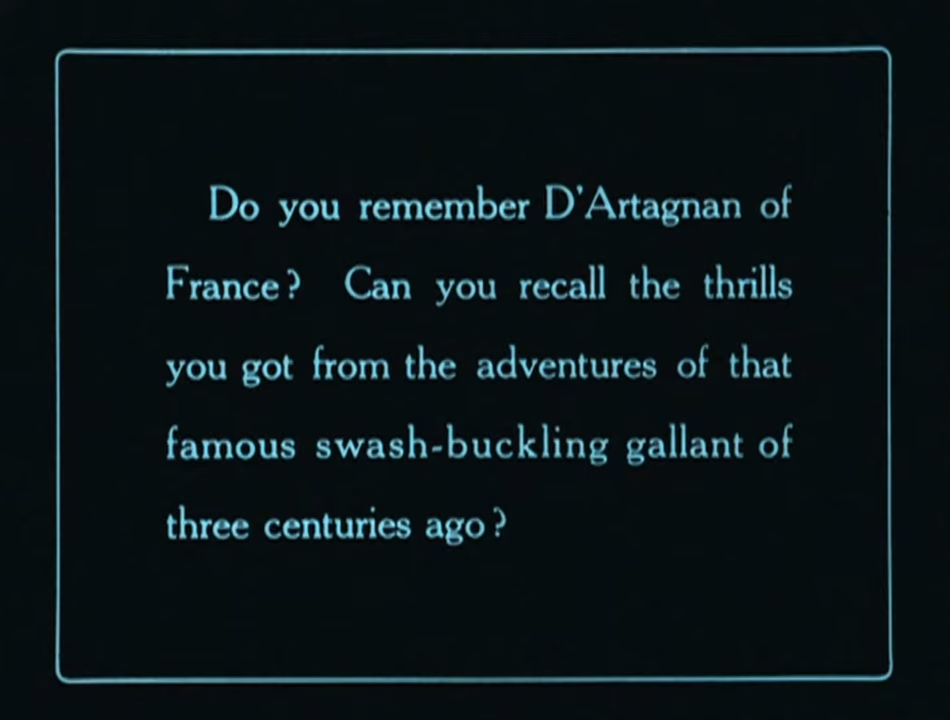 Do you remember D'Artagnan of
France? Can you recall the thrills
you got from the adventures of that
famous swash-buckling gallant of
three centuries ago?